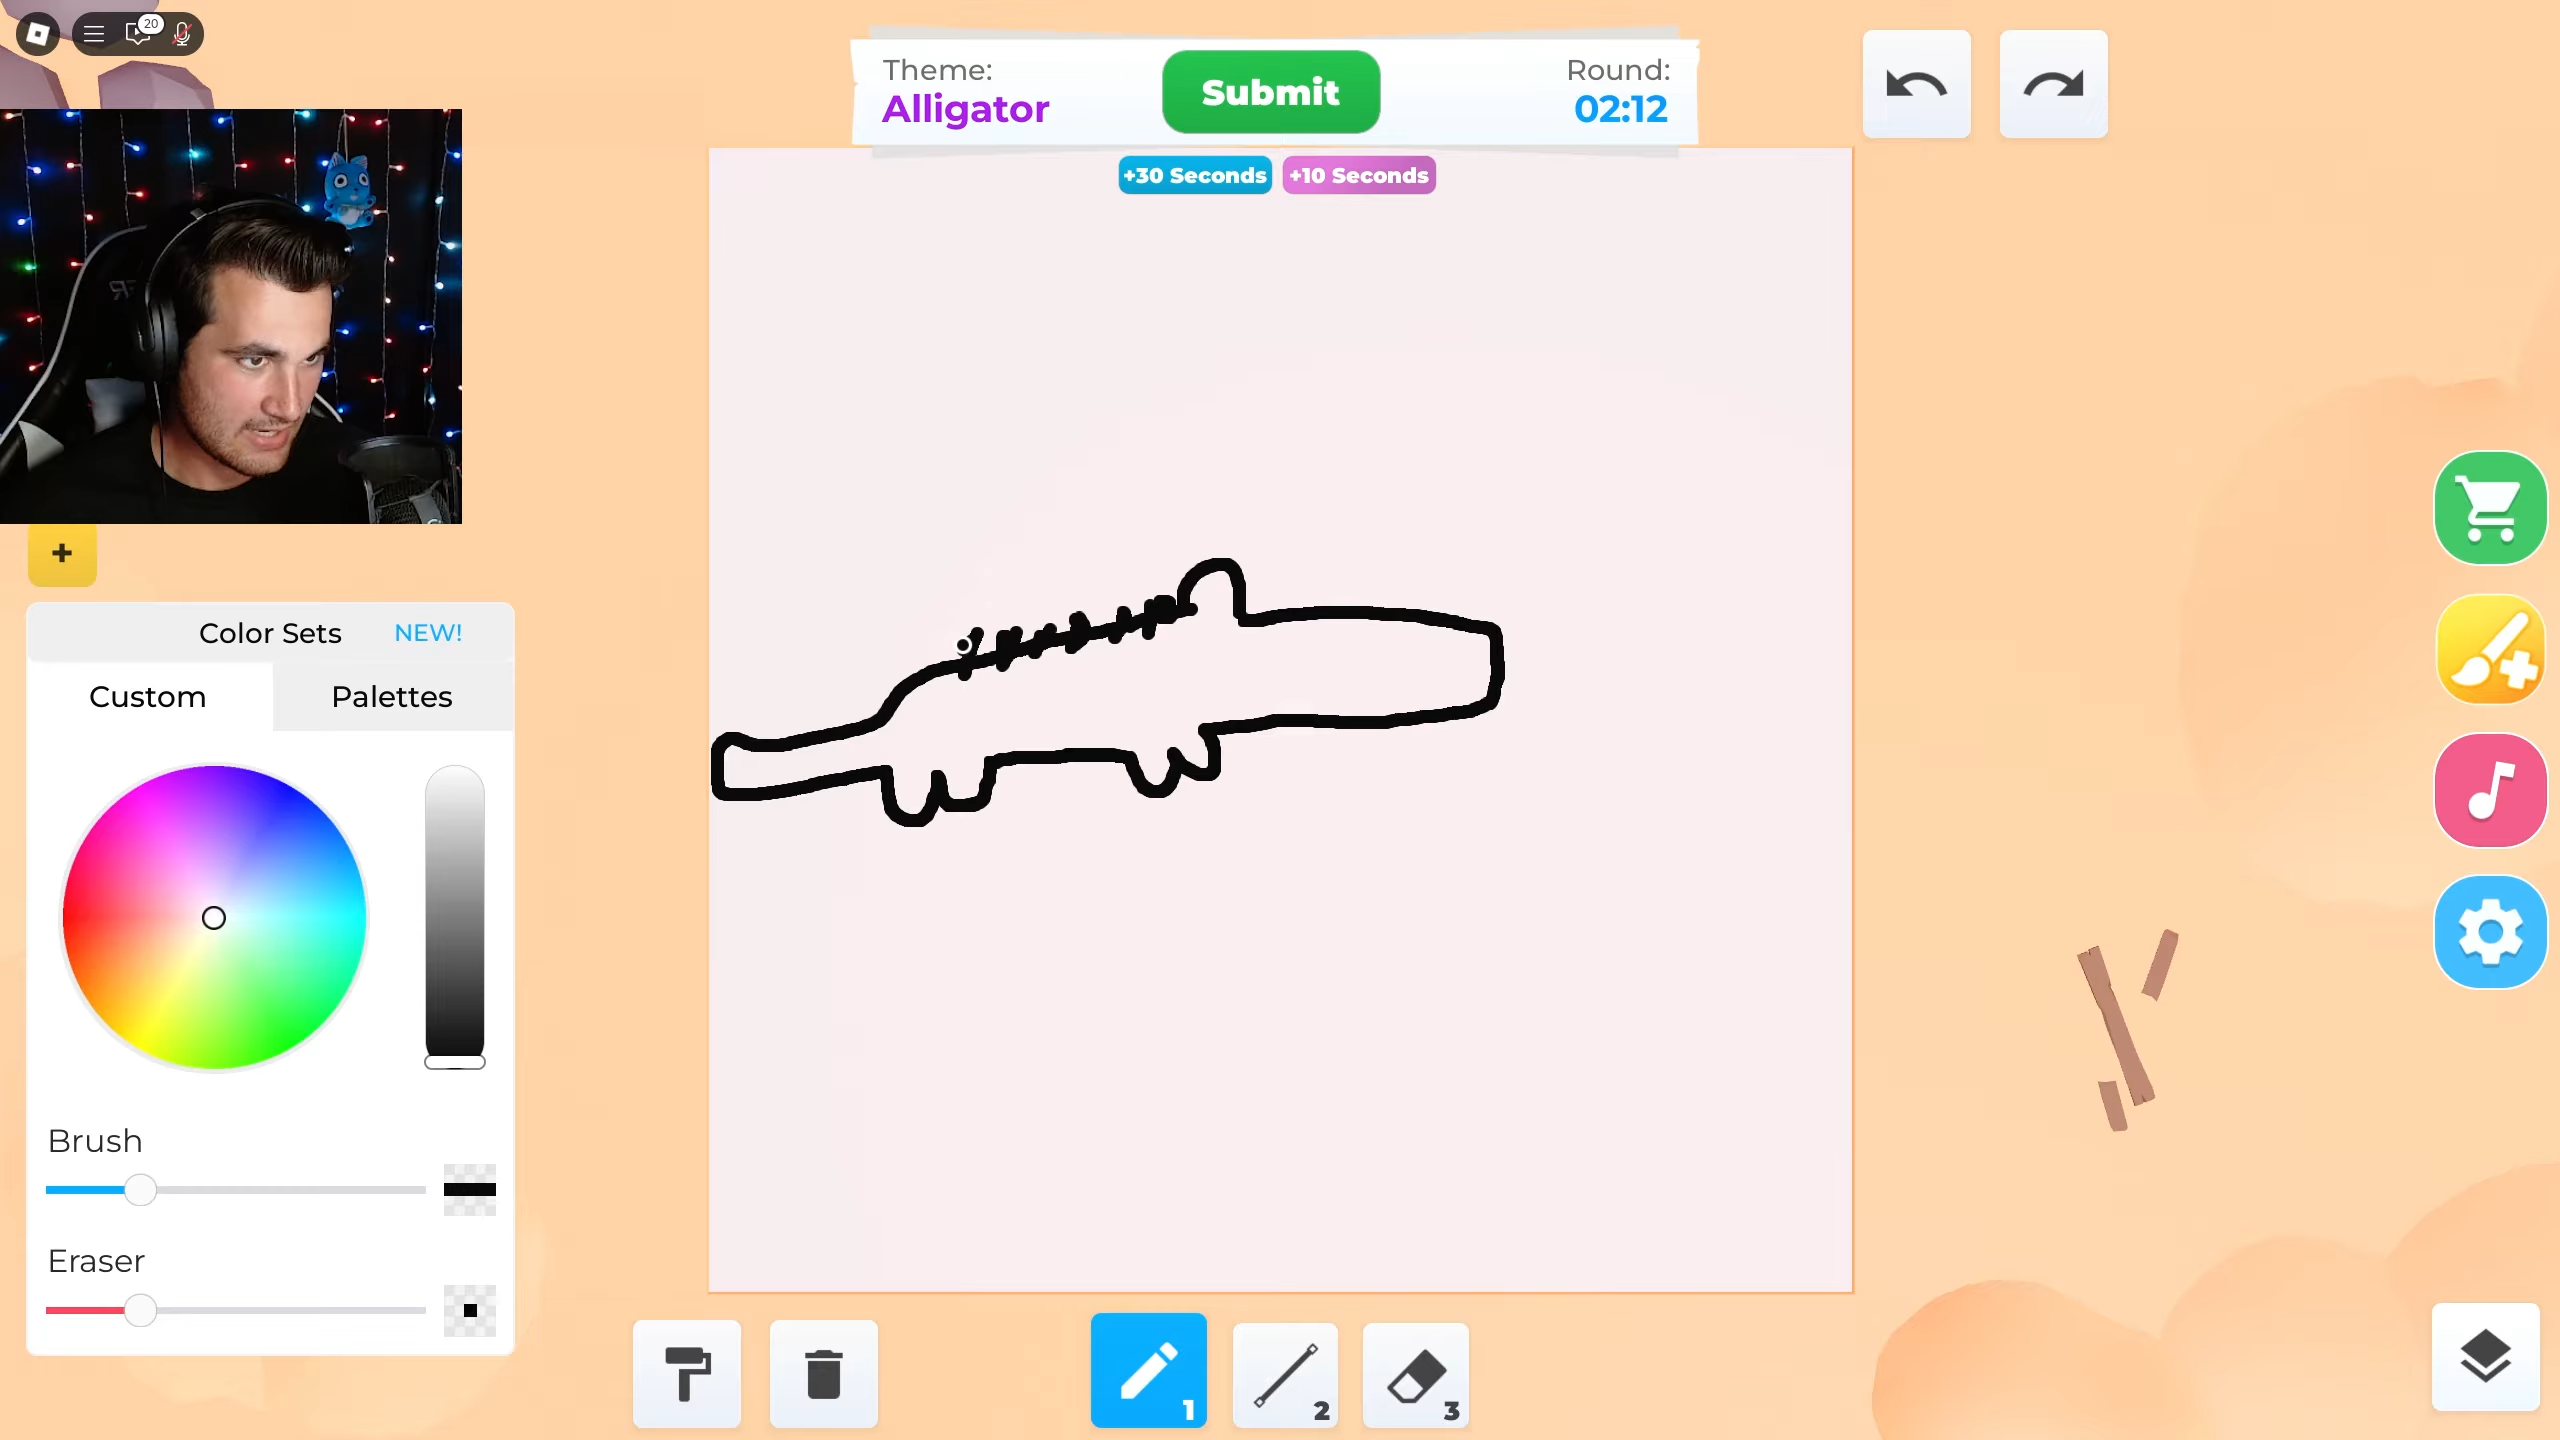 20
Theme:
Alligator
Submit
Round:
02:12
+30 Seconds
+10 Seconds
+
Color Sets
NEW!
Custom
Palettes
Brush
Eraser
1
2
3